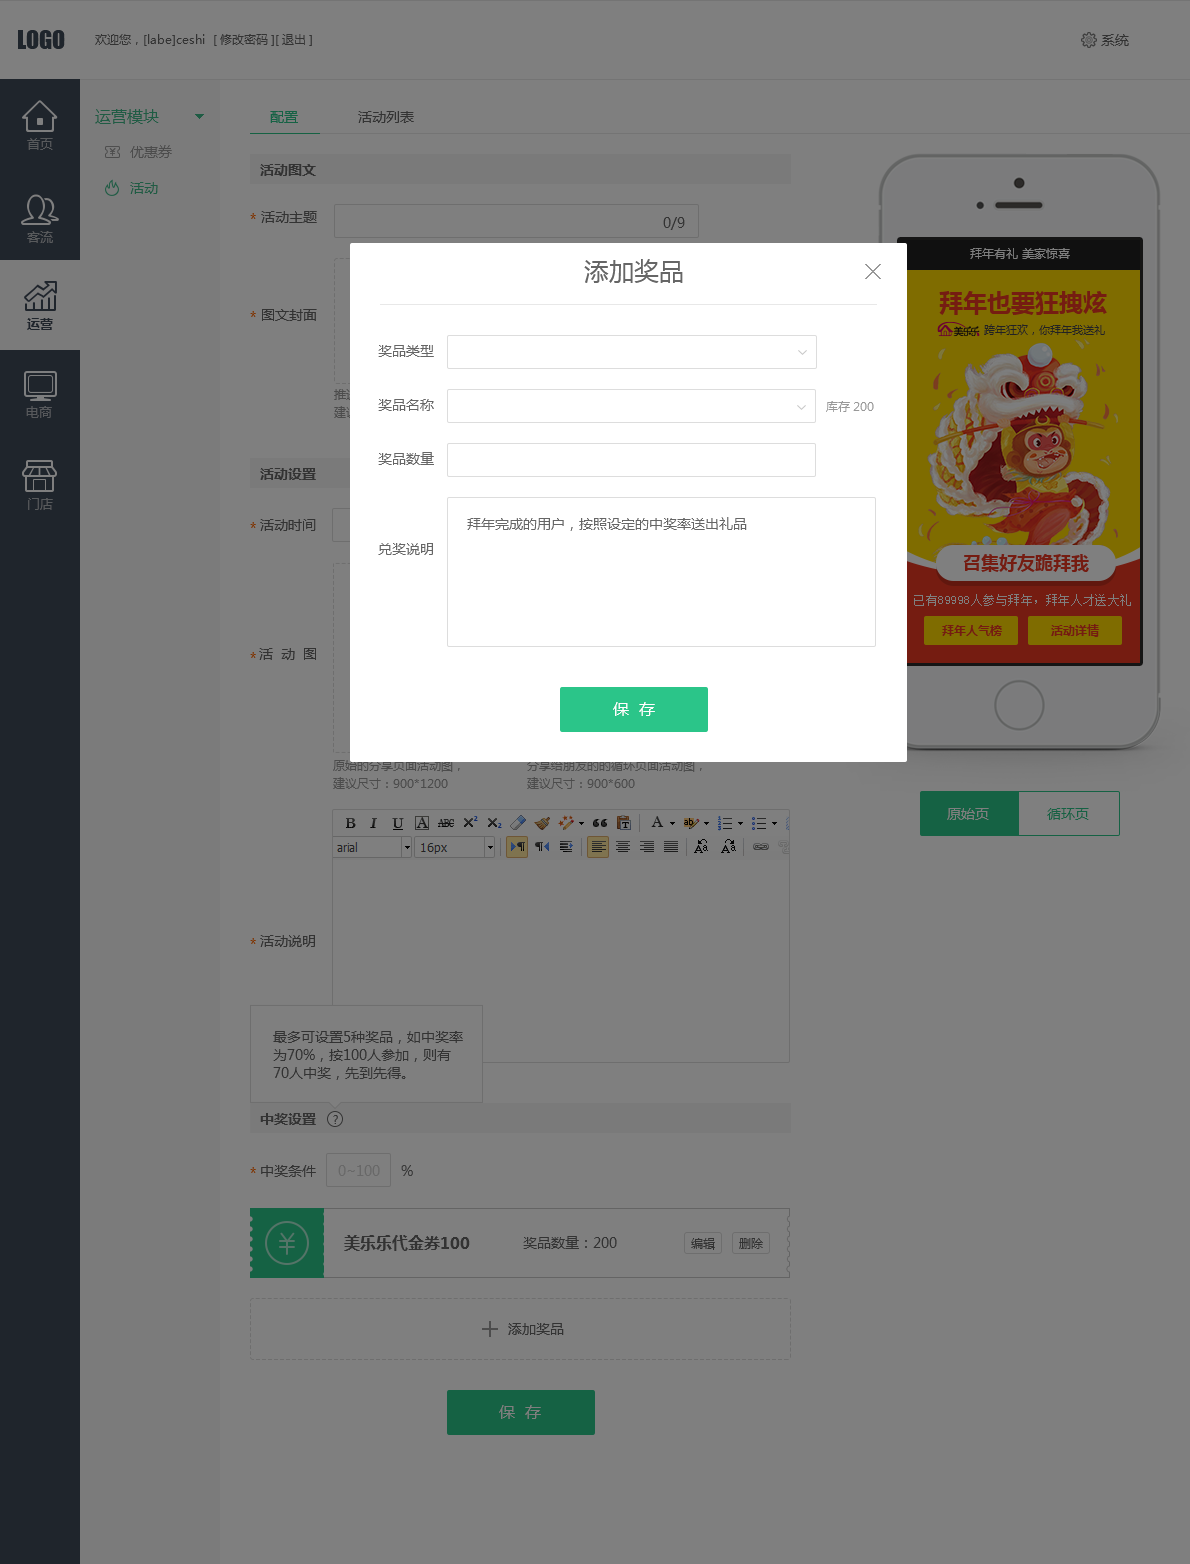 LOGO
欢迎您，[labe]ceshi [ 修改密码 ][ 退出 ]
系统
首页
客流
运营
电商
门店
运营模块
优惠券
活动
配置
活动列表
活动图文
* 活动主题
0/9
* 图文封面
建议
活动设置
* 活动时间
* 活 动 图
原始的分享页面活动图，
建议尺寸：900*1200
分享给朋友的的循环页面活动图，
建议尺寸：900*600
添加奖品
奖品类型
奖品名称
库存 200
奖品数量
兑奖说明
拜年完成的用户，按照设定的中奖率送出礼品
保 存
拜年有礼 美家惊喜
拜年也要狂拽炫
美乐乐 跨年狂欢，你拜年我送礼
召集好友跪拜我
已有89998人参与拜年，拜年人才送大礼
拜年人气榜
活动详情
原始页
循环页
B I U A ABC X² X₂
arial
16px
* 活动说明
最多可设置5种奖品，如中奖率
为70%，按100人参加，则有
70人中奖，先到先得。
中奖设置 ?
* 中奖条件
0~100
%
¥
美乐乐代金券100
奖品数量：200
编辑
删除
添加奖品
保 存